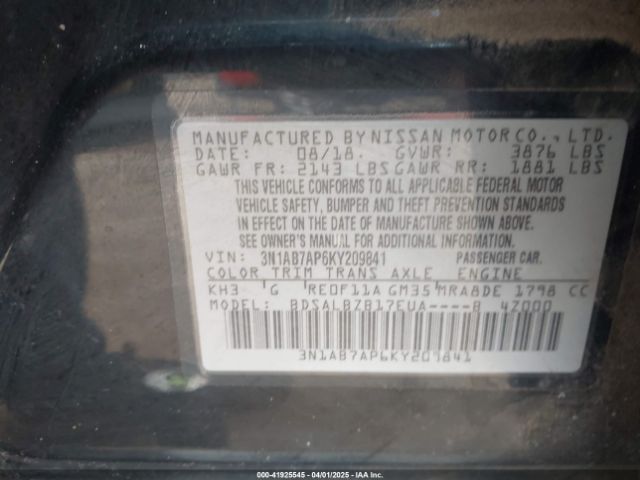 MANUFACTURED BY NISSAN MOTOR CO., LTD.
DATE: 08/18. GVWR: 3876 LBS
GAWR FR: 2143 LBS GAWR RR: 1881 LBS
THIS VEHICLE CONFORMS TO ALL APPLICABLE FEDERAL MOTOR
VEHICLE SAFETY, BUMPER AND THEFT PREVENTION STANDARDS
IN EFFECT ON THE DATE OF MANUFACTURE SHOWN ABOVE.
SEE OWNER'S MANUAL FOR ADDITIONAL INFORMATION.
VIN: 3N1AB7AP6KY209841 PASSENGER CAR.
COLOR TRIM TRANS AXLE ENGINE
KH3 G RE0F11A GM35 MRA8DE 1798 CC
MODEL: BDSALBZB17EUA----B 4Z000
3N1AB7AP6KY209841
000-41925545 - 04/01/2025 - IAA Inc.